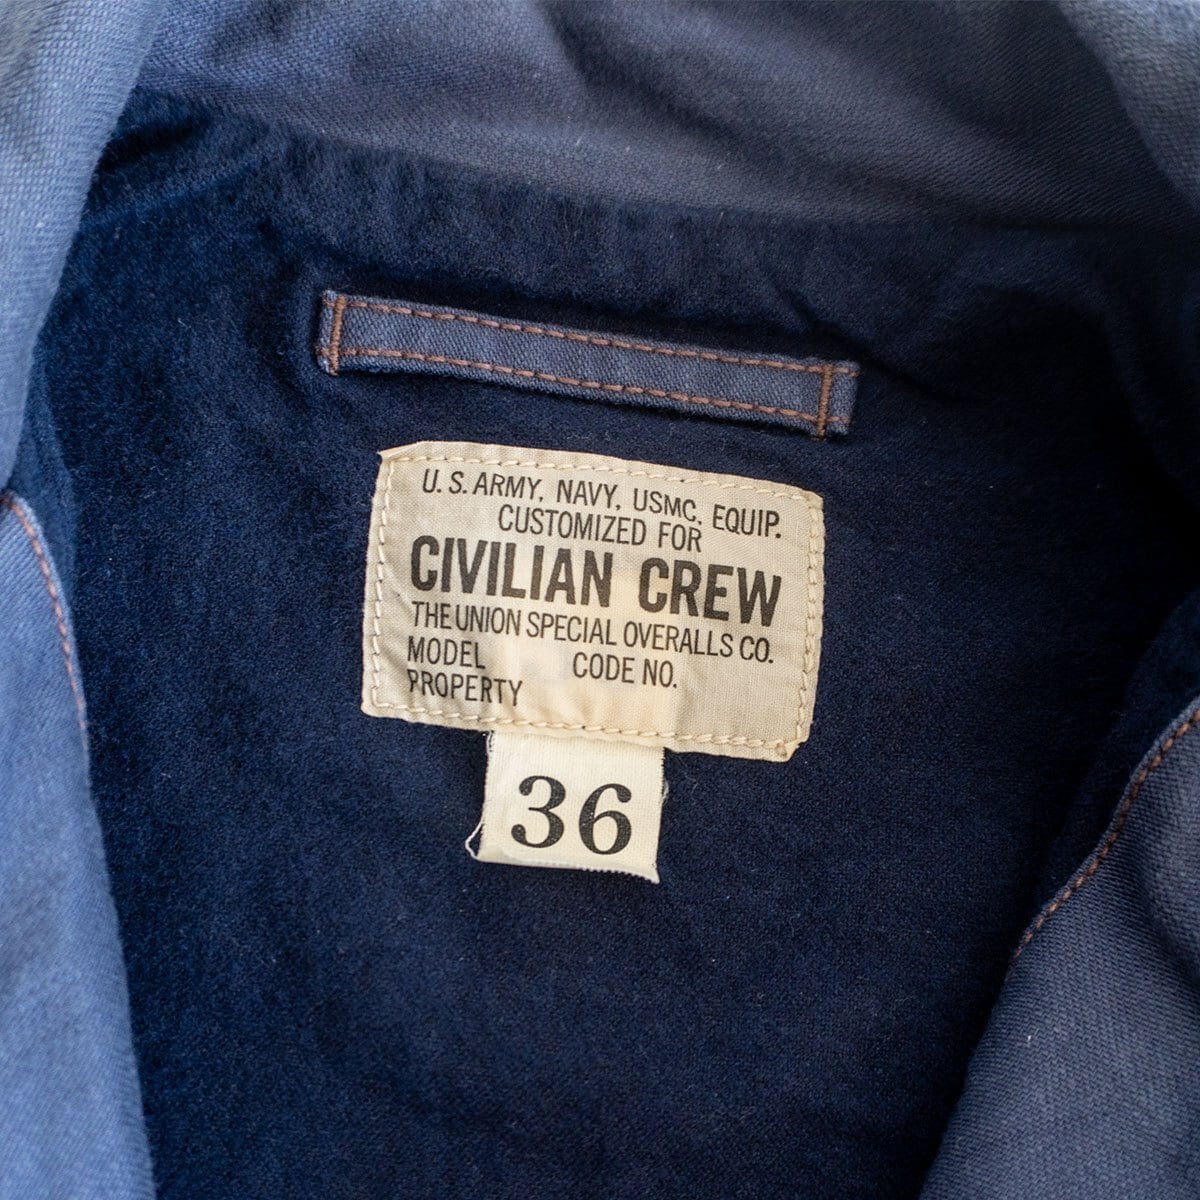 U. S. ARMY, NAVY, USMC, EQUIP.
CUSTOMIZED FOR
CIVILIAN CREW
THE UNION SPECIAL OVERALLS CO.
MODEL CODE NO.
PROPERTY
36